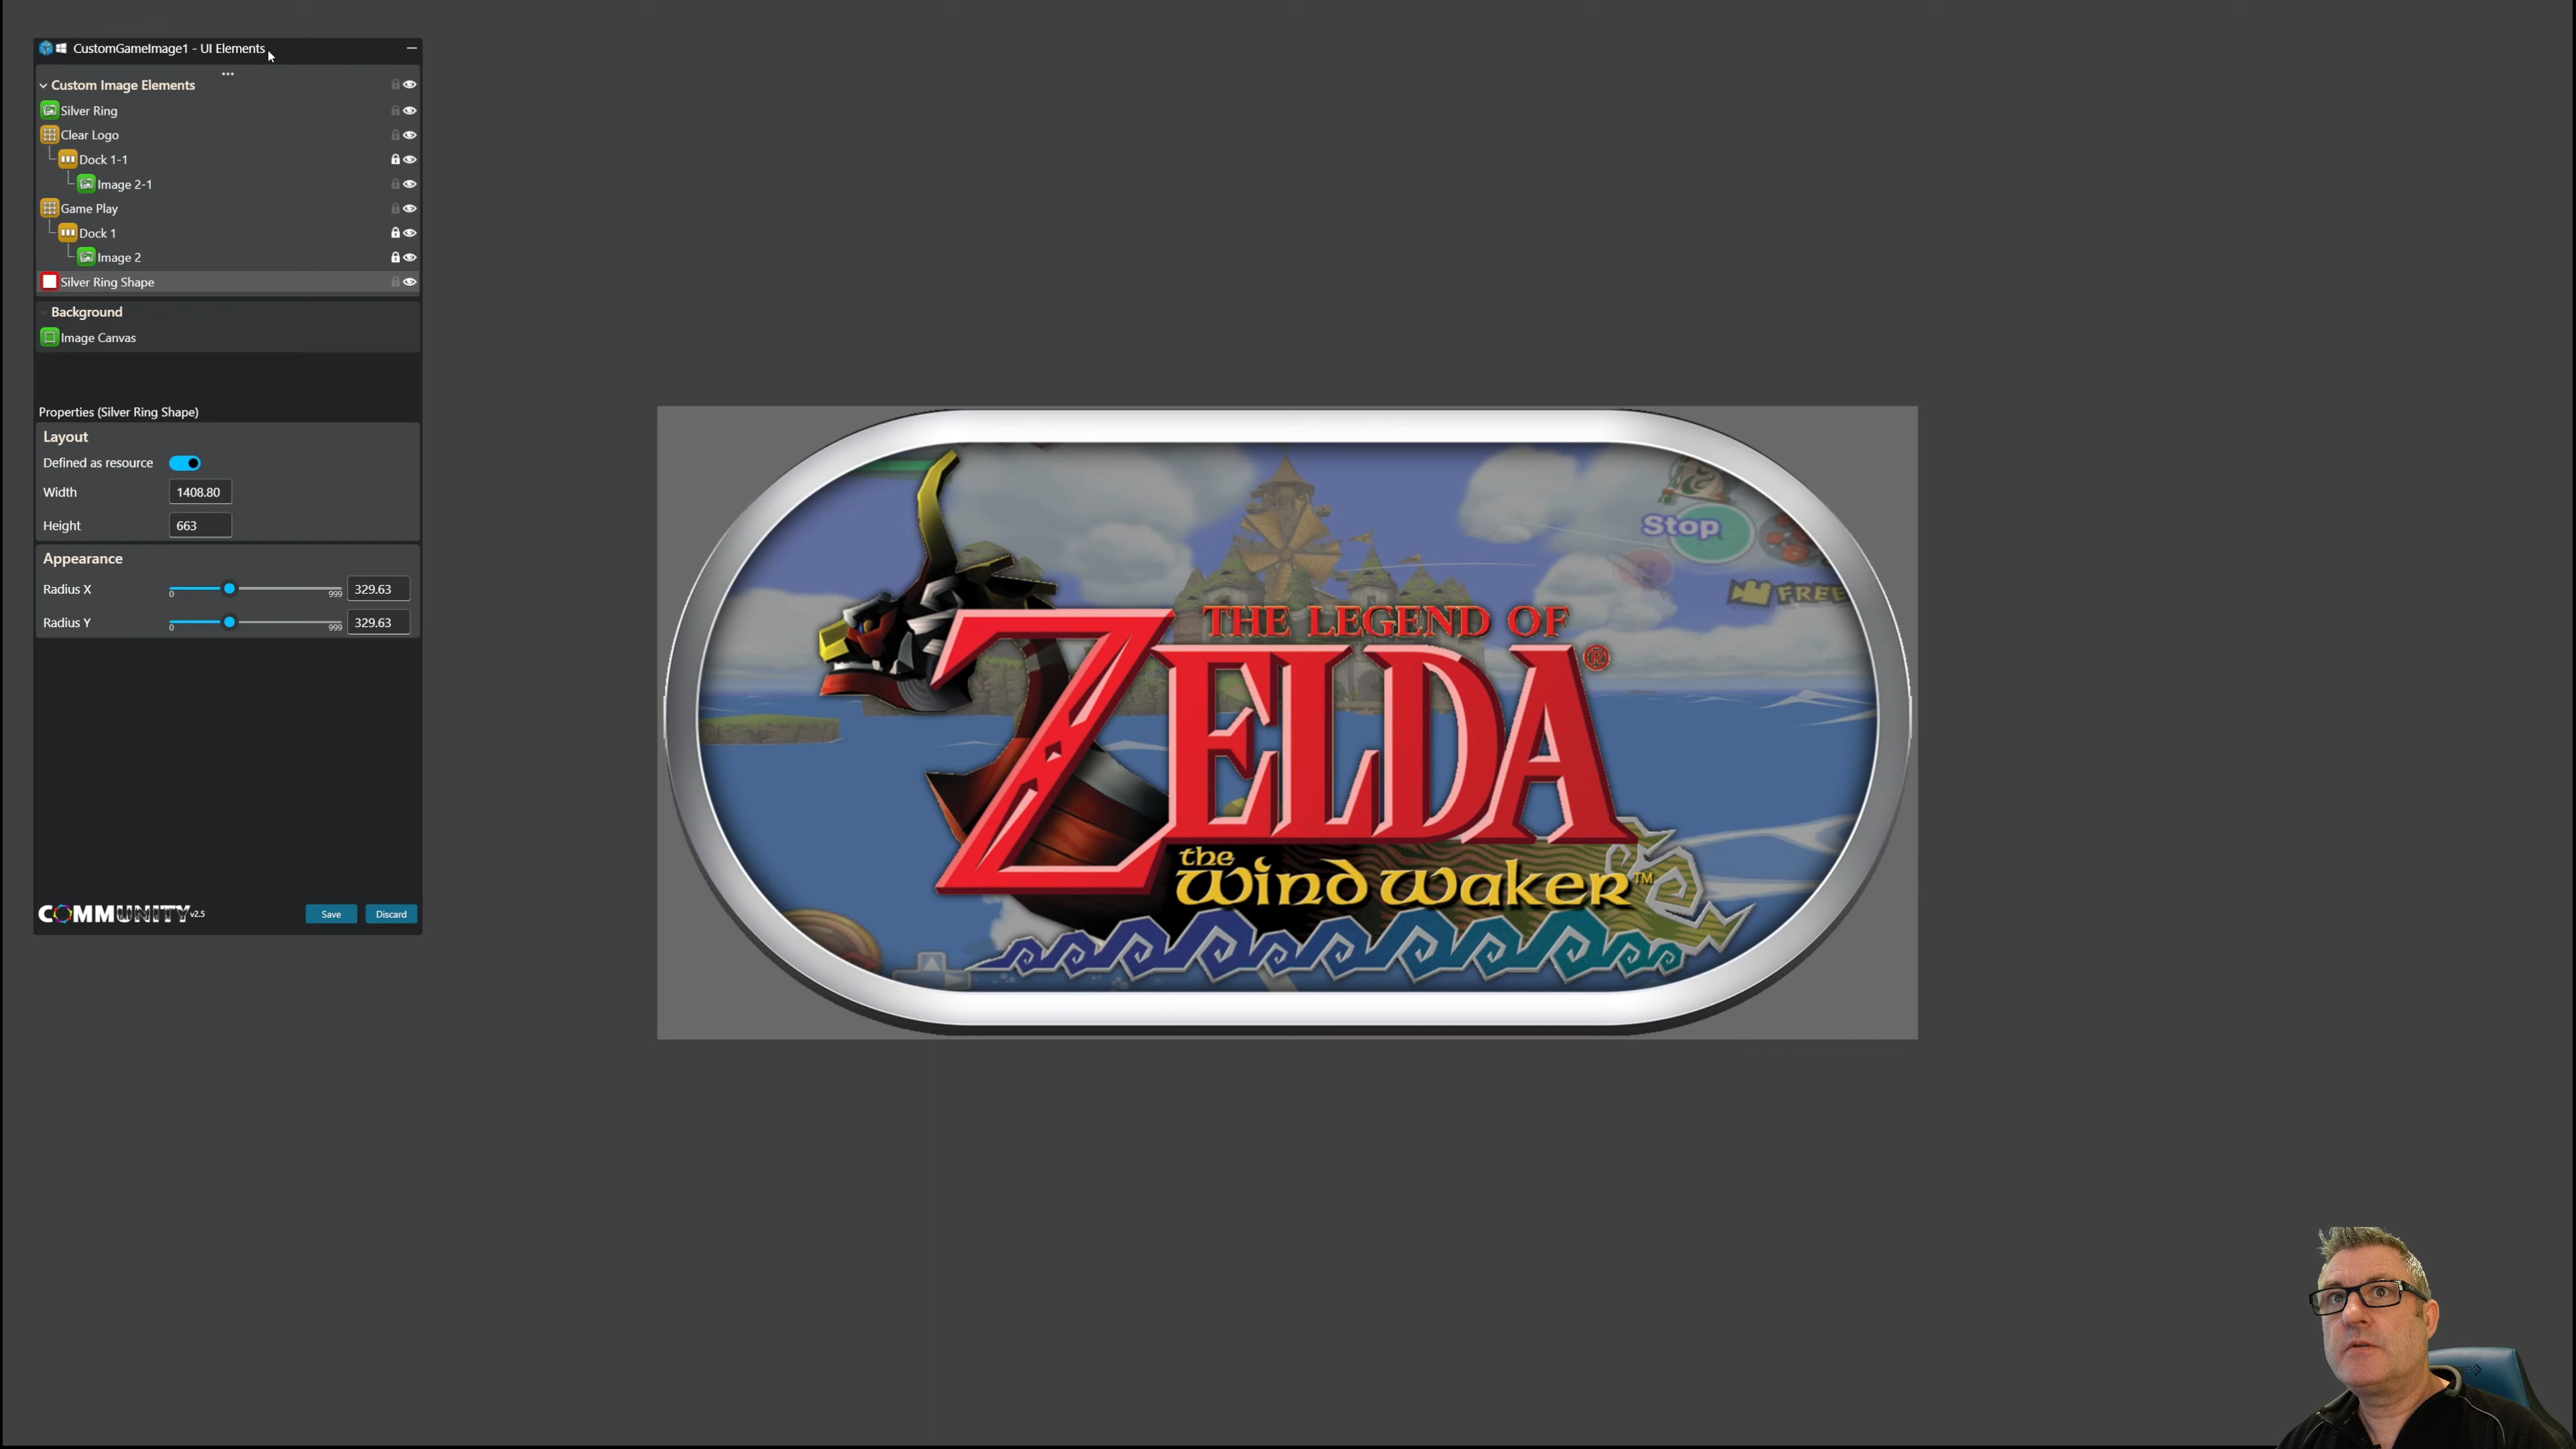 CustomGameImage1 - UI Elements
Custom Image Elements
Silver Ring
Clear Logo
Dock 1-1
Image 2-1
Game Play
Dock 1
Image 2
Silver Ring Shape
Background
Image Canvas
Properties (Silver Ring Shape)
Layout
Defined as resource
Width 1408.80
Height 663
Appearance
Radius X 0 999 329.63
Radius Y 0 999 329.63
COMMUNITY v2.5 Save Discard
Stop
FREE
THE LEGEND OF
ZELDA®
the
Wind Waker™